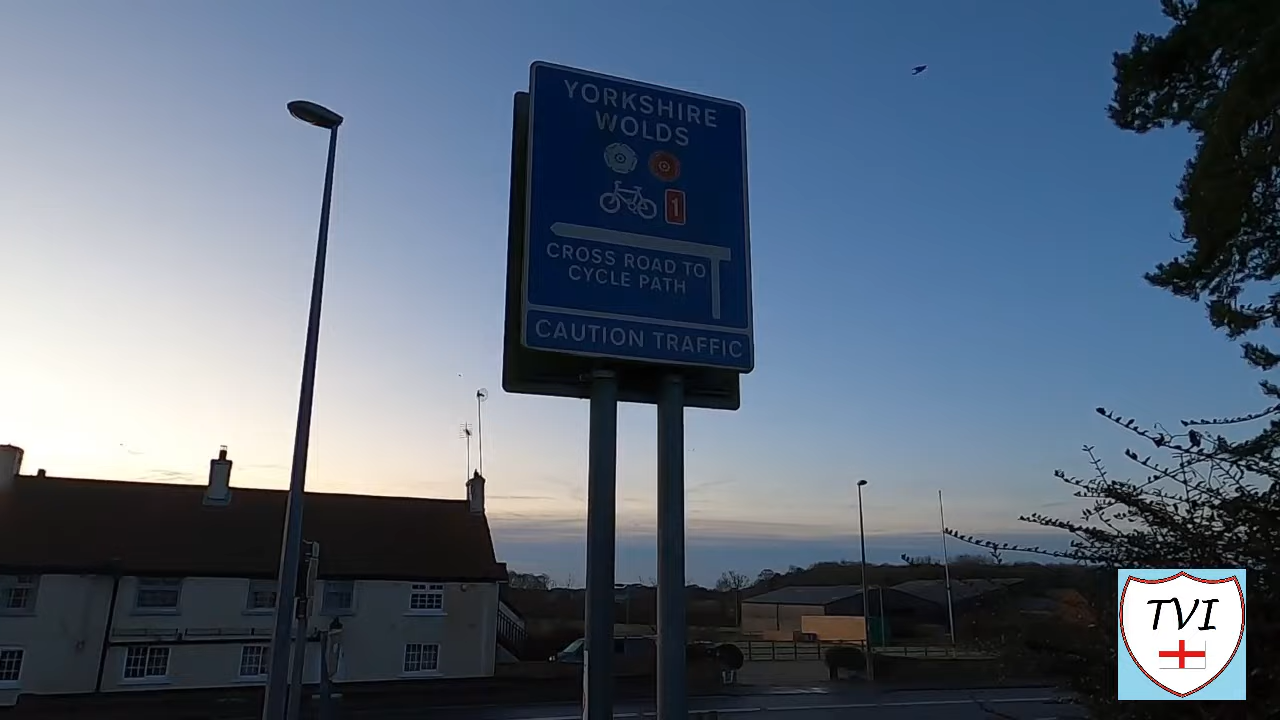 YORKSHIRE
WOLDS
1
CROSS ROAD TO
CYCLE PATH
CAUTION TRAFFIC
TVI